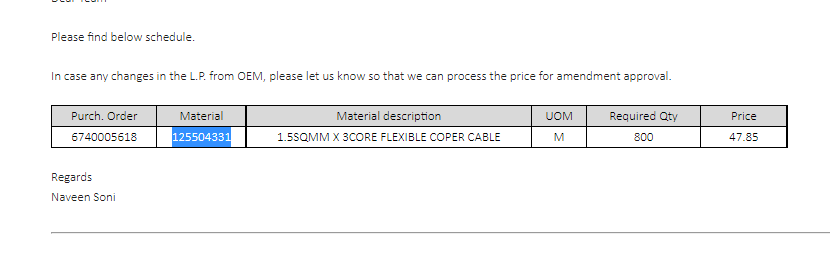 Please find below schedule.
In case any changes in the L.P. from OEM, please let us know so that we can process the price for amendment approval.
Purch. Order Material Material description UOM Required Qty Price
6740005618 125504331 1.5SQMM X 3CORE FLEXIBLE COPER CABLE M 800 47.85
Regards
Naveen Soni